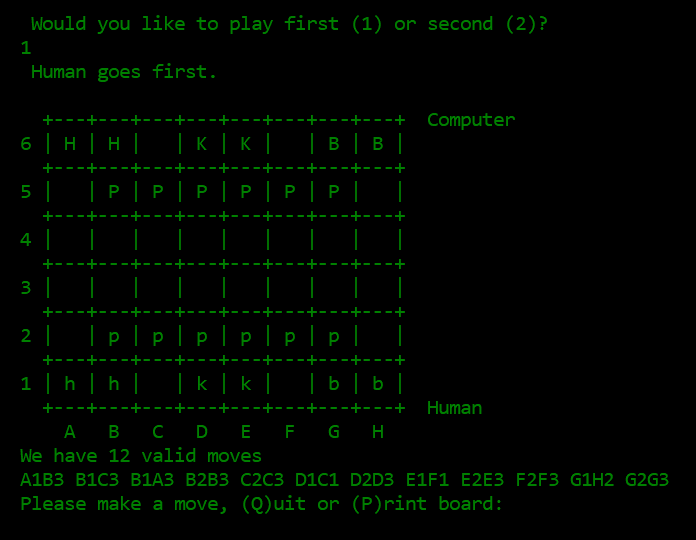 Would you like to play first (1) or second (2)?
1
Human goes first.
+---+---+---+---+---+---+---+---+  Computer
6 | H | H |   | K | K |   | B | B |
+---+---+---+---+---+---+---+---+
5 |   | P | P | P | P | P | P |   |
+---+---+---+---+---+---+---+---+
4 |   |   |   |   |   |   |   |   |
+---+---+---+---+---+---+---+---+
3 |   |   |   |   |   |   |   |   |
+---+---+---+---+---+---+---+---+
2 |   | p | p | p | p | p | p |   |
+---+---+---+---+---+---+---+---+
1 | h | h |   | k | k |   | b | b |
+---+---+---+---+---+---+---+---+  Human
A   B   C   D   E   F   G   H
We have 12 valid moves
A1B3 B1C3 B1A3 B2B3 C2C3 D1C1 D2D3 E1F1 E2E3 F2F3 G1H2 G2G3
Please make a move, (Q)uit or (P)rint board: